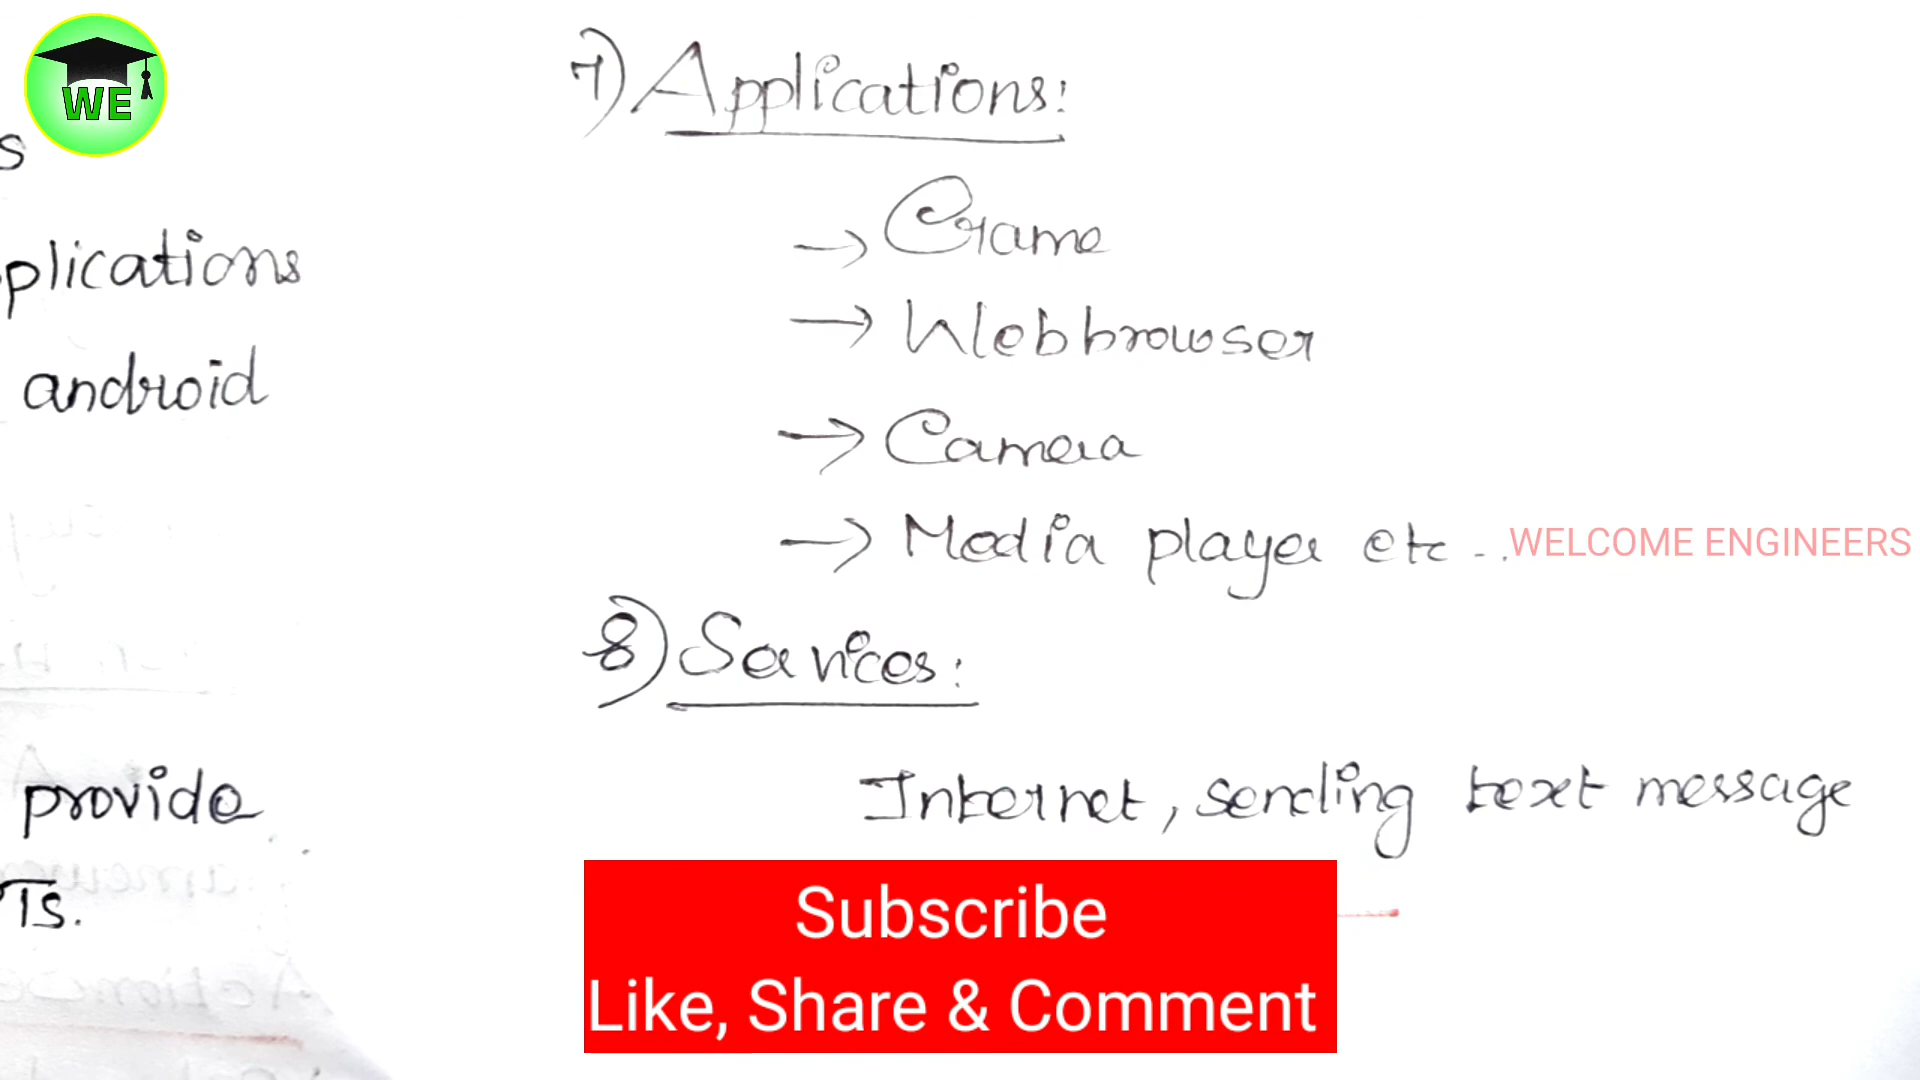 WE
7) Applications:
s
→ Game
plications
→ Webbrowser
android
→ Camera
→ Media player etc - .
WELCOME ENGINEERS
8) Services:
provide
Internet, sending text message
Ts.
Subscribe
Like, Share & Comment